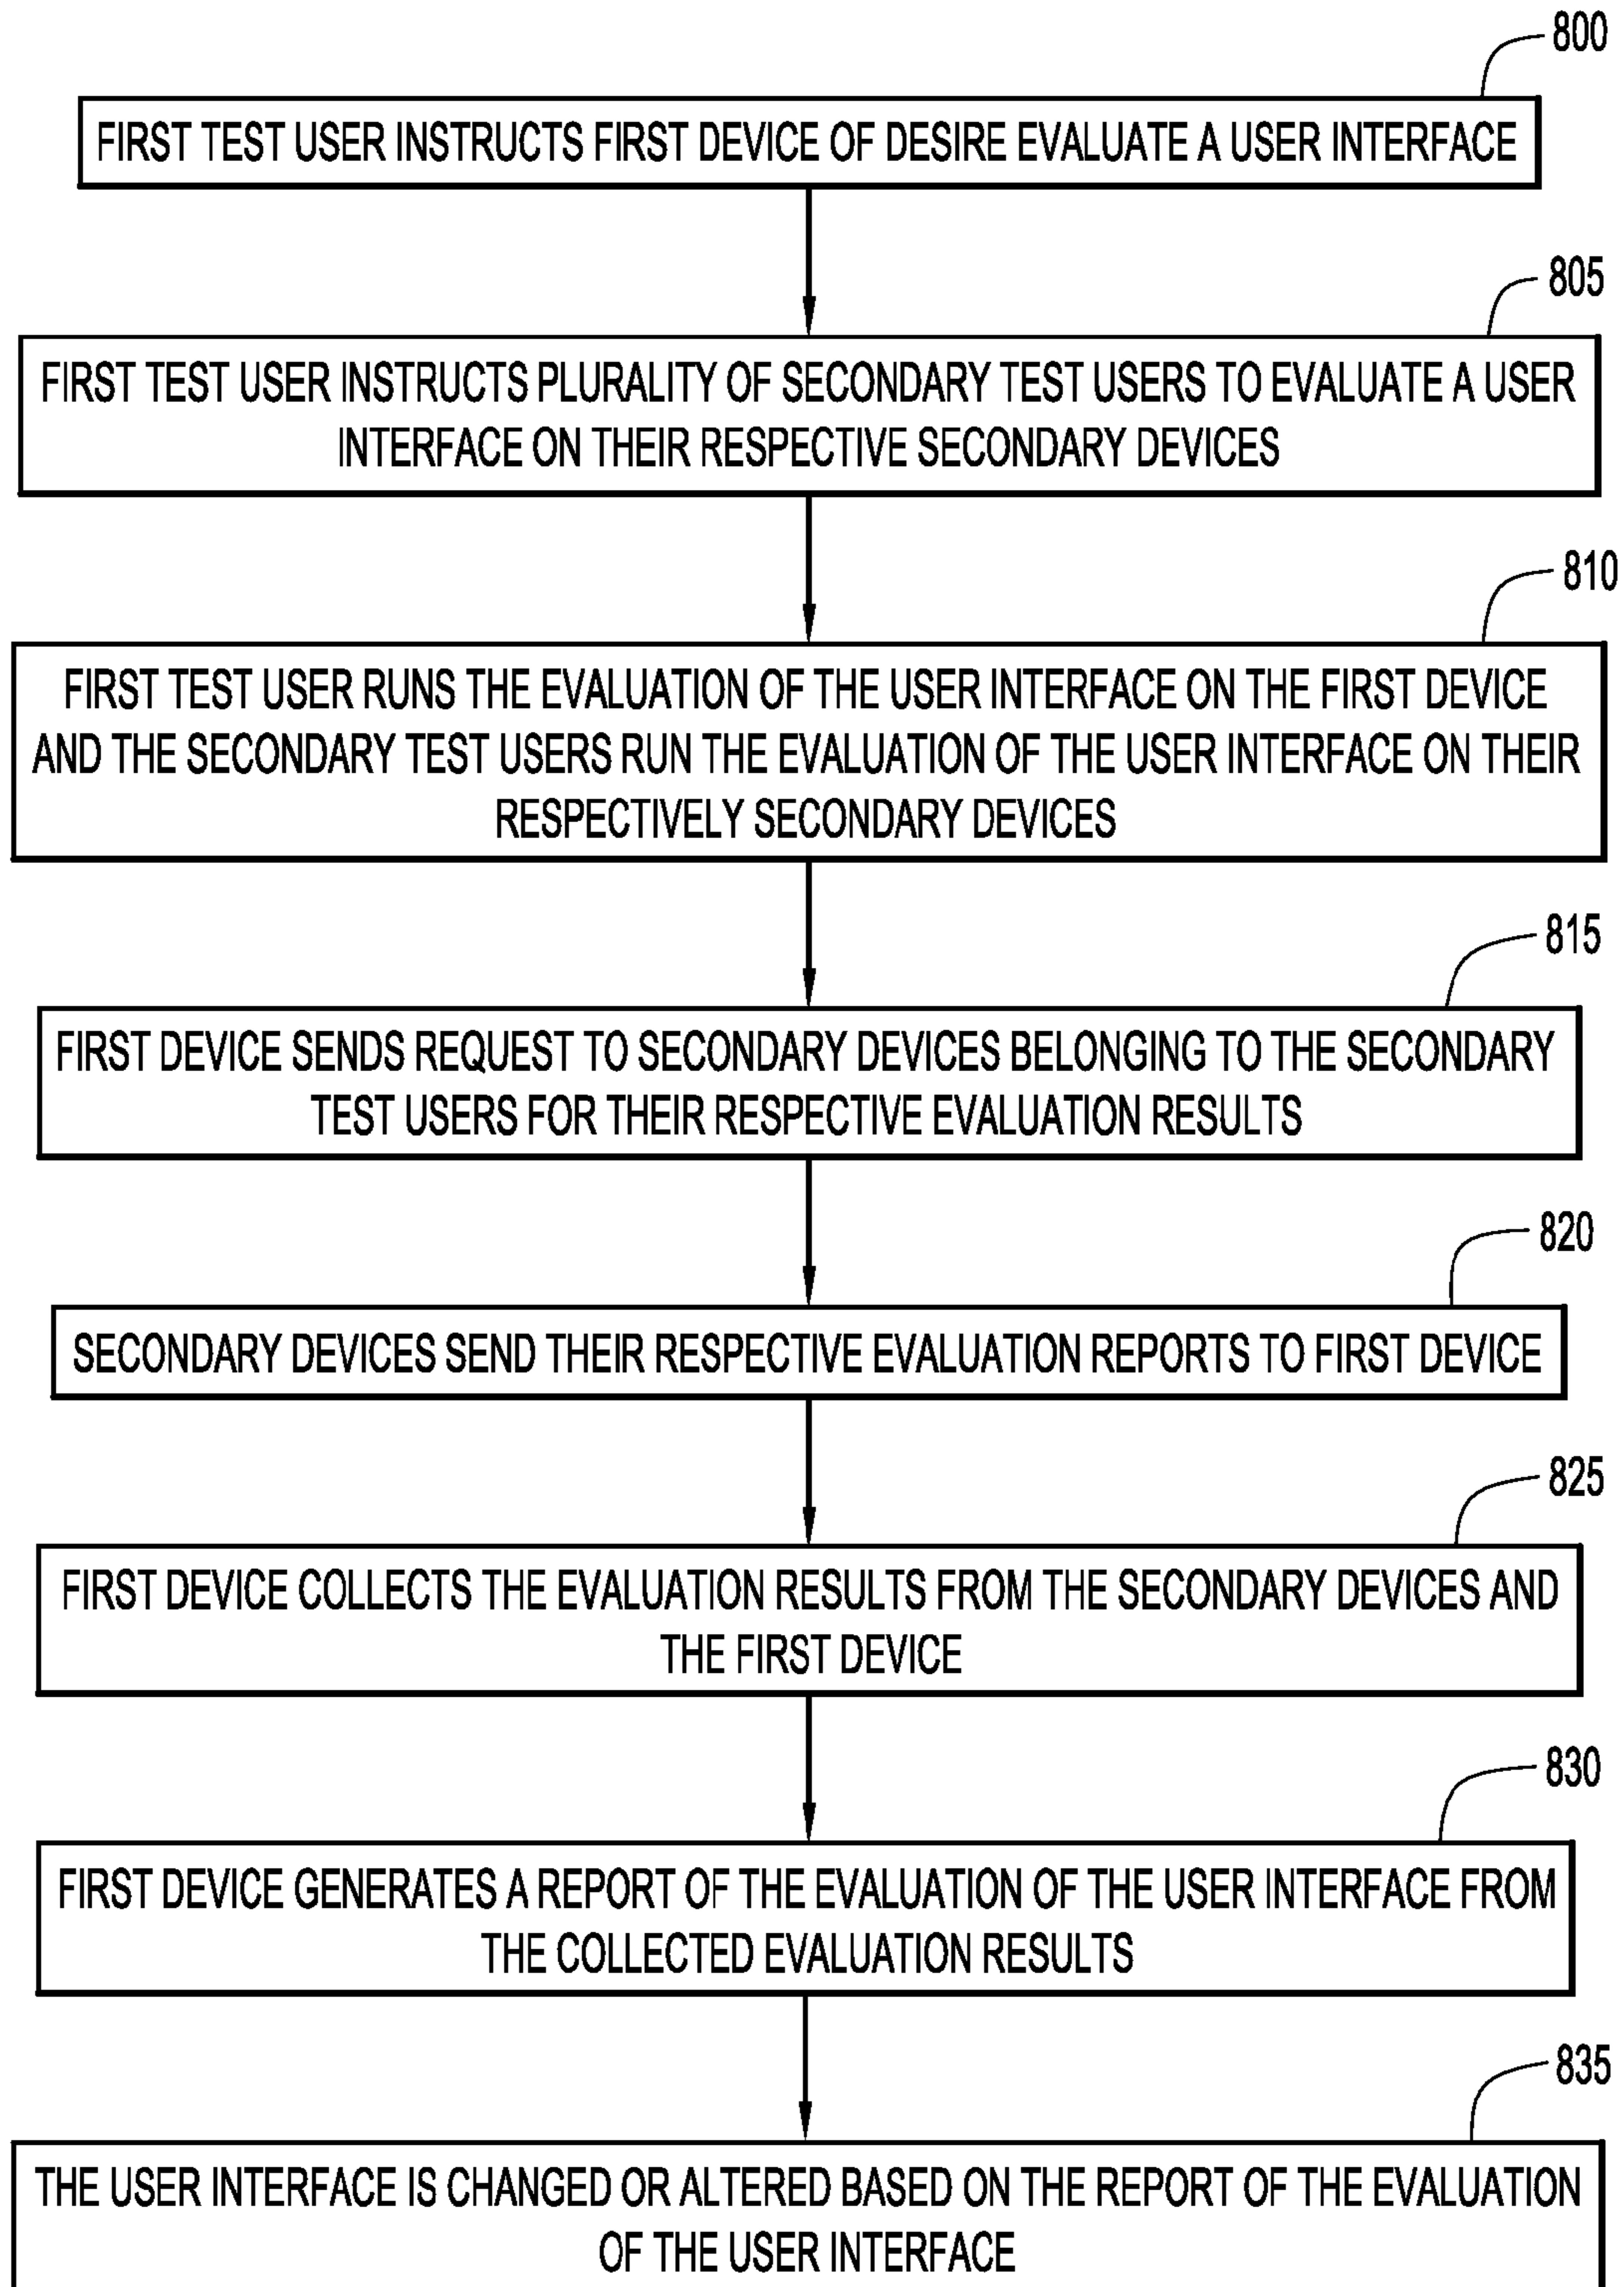 800
FIRST TEST USER INSTRUCTS FIRST DEVICE OF DESIRE EVALUATE A USER INTERFACE
805
FIRST TEST USER INSTRUCTS PLURALITY OF SECONDARY TEST USERS TO EVALUATE A USER
INTERFACE ON THEIR RESPECTIVE SECONDARY DEVICES
810
FIRST TEST USER RUNS THE EVALUATION OF THE USER INTERFACE ON THE FIRST DEVICE
AND THE SECONDARY TEST USERS RUN THE EVALUATION OF THE USER INTERFACE ON THEIR
RESPECTIVELY SECONDARY DEVICES
815
FIRST DEVICE SENDS REQUEST TO SECONDARY DEVICES BELONGING TO THE SECONDARY
TEST USERS FOR THEIR RESPECTIVE EVALUATION RESULTS
820
SECONDARY DEVICES SEND THEIR RESPECTIVE EVALUATION REPORTS TO FIRST DEVICE
825
FIRST DEVICE COLLECTS THE EVALUATION RESULTS FROM THE SECONDARY DEVICES AND
THE FIRST DEVICE
830
FIRST DEVICE GENERATES A REPORT OF THE EVALUATION OF THE USER INTERFACE FROM
THE COLLECTED EVALUATION RESULTS
835
THE USER INTERFACE IS CHANGED OR ALTERED BASED ON THE REPORT OF THE EVALUATION
OF THE USER INTERFACE